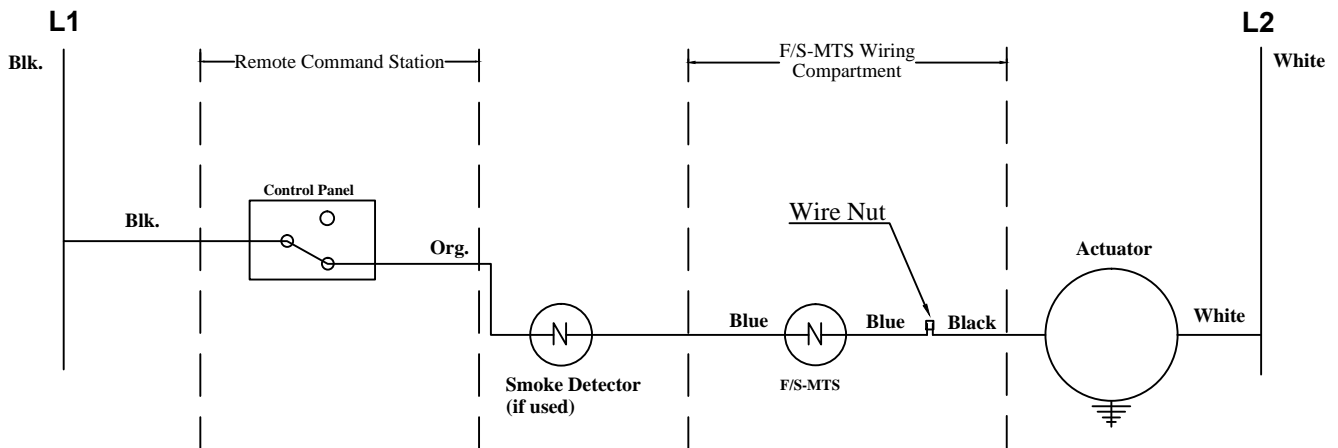 L1
L2
Blk.
Remote Command Station
F/S-MTS Wiring
Compartment
White
Control Panel
Blk.
Org.
Wire Nut
Actuator
Blue
N
Blue
Black
White
N
Smoke Detector
(if used)
F/S-MTS